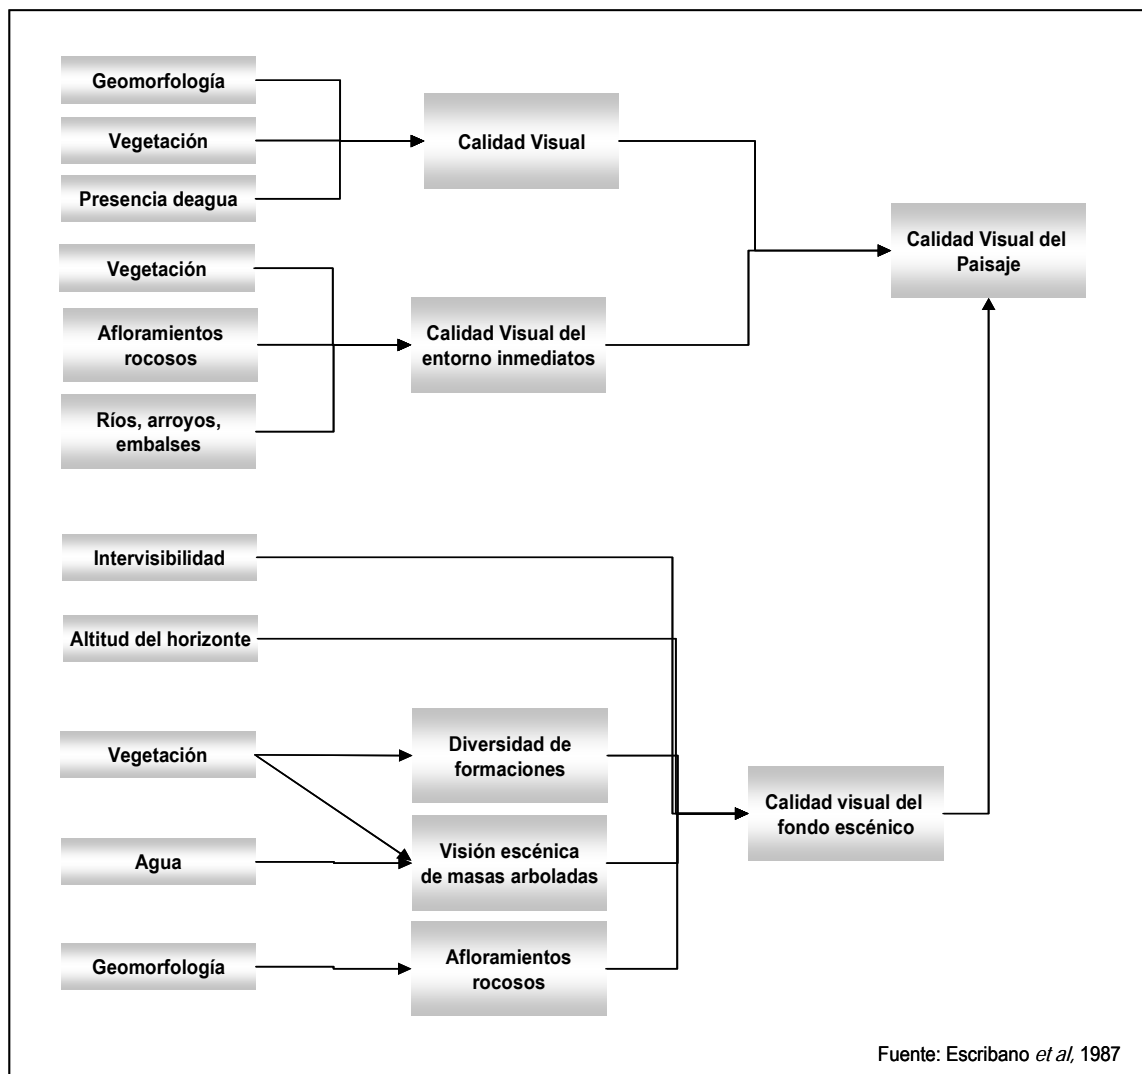 Geomorfología
Vegetación
Presencia deagua
Calidad Visual
Vegetación
Afloramientos
rocosos
Ríos, arroyos,
embalses
Calidad Visual del
entorno inmediatos
Calidad Visual del
Paisaje
Intervisibilidad
Altitud del horizonte
Vegetación
Agua
Geomorfología
Diversidad de
formaciones
Visión escénica
de masas arboladas
Afloramientos
rocosos
Calidad visual del
fondo escénico
Fuente: Escribano et al, 1987